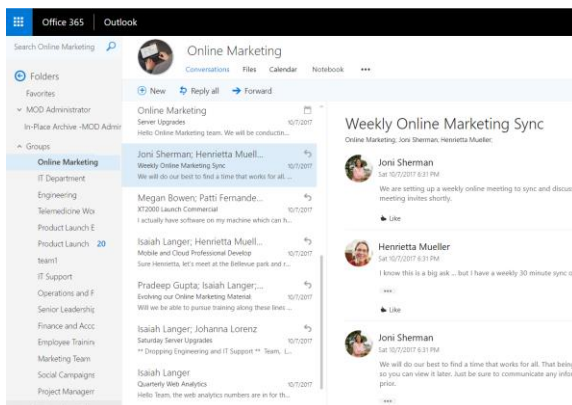 Office 365 Outlook
Search Online Marketing
Folders
Favorites
MOD Administrator
In-Place Archive -MOD Admir
Groups
Online Marketing
IT Department
Engineering
Telemedicine Wo
Product Launch E
Product Launch 20
team1
IT Support
Operations and F
Senior Leadership
Finance and Acco
Employee Training
Marketing Team
Social Campaigns
Project Managem
Online Marketing
Conversations Files Calendar Notebook •••
New Reply all Forward
Online Marketing
Server Upgrades 10/7/2017
Hello Online Marketing team. We will be conductin...
Joni Sherman; Henrietta Muell...
Weekly Online Marketing Sync 10/7/2017
We will do our best to find a time that works for all. ...
Megan Bowen; Patti Fernande...
XT2000 Launch Commercial 10/7/2017
I actually have software on my machine which can h...
Isaiah Langer; Henrietta Muell...
Mobile and Cloud Professional Develop 10/7/2017
Sure Henrietta, let's meet at the Bellevue park and r...
Pradeep Gupta; Isaiah Langer;...
Evolving our Online Marketing Material 10/7/2017
Will we be able to pursue training along these lines ...
Isaiah Langer; Johanna Lorenz
Saturday Server Upgrades 10/7/2017
** Dropping Engineering and IT Support ** Team, I...
Isaiah Langer
Quarterly Web Analytics 10/7/2017
Hello Team, the web analytics numbers are in for th...
Weekly Online Marketing Sync
Online Marketing; Joni Sherman; Henrietta Mueller;
Joni Sherman
Sat 10/7/2017 8:31 PM
We are setting up a weekly online meeting to sync and discus
meeting invites shortly.
Like
Henrietta Mueller
Sat 10/7/2017 8:31 PM
I know this is a big ask ... but I have a weekly 30 minute sync o
•••
Like
Joni Sherman
Sat 10/7/2017 8:31 PM
We will do our best to find a time that works for all. That being
so you can view it later. Just be sure to communicate any infor
prior.
•••